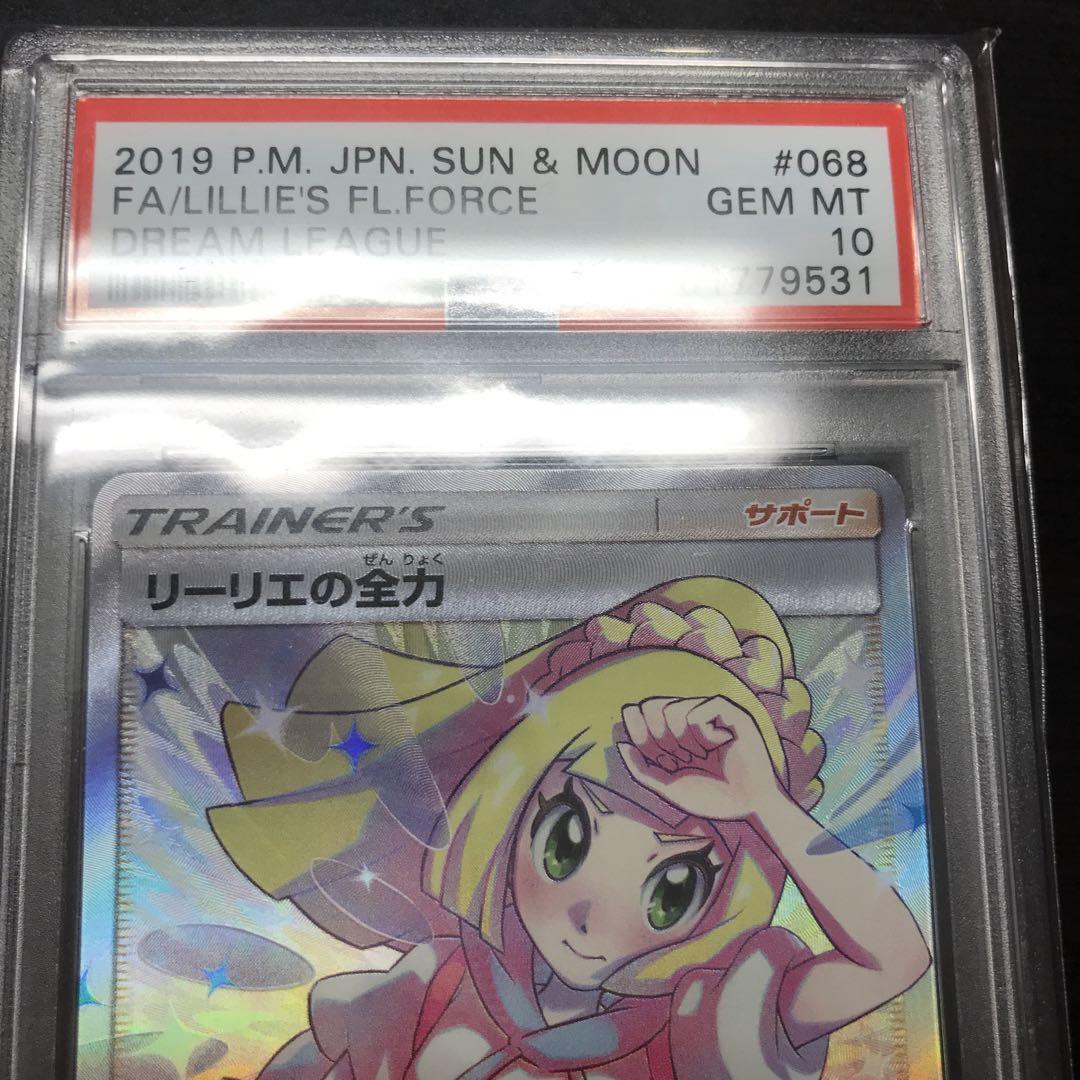 2019 P.M. JPN. SUN & MOON #068
FA/LILLIE'S FL.FORCE GEM MT
DREAM LEAGUE 10
779531
TRAINER'S サポート
ぜん りょく
リーリエの全力